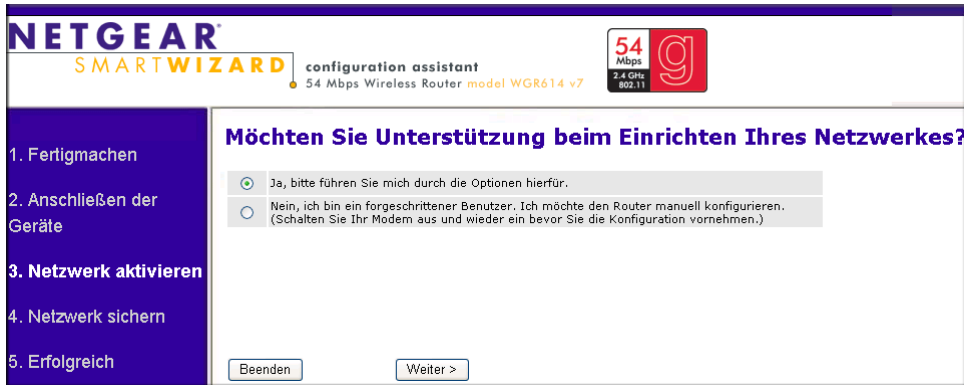 NETGEAR®
SMARTWIZARD
configuration assistant
54 Mbps Wireless Router model WGR614 v7
54
Mbps
2.4 GHz
802.11
g
1. Fertigmachen
2. Anschließen der
Geräte
3. Netzwerk aktivieren
4. Netzwerk sichern
5. Erfolgreich
Möchten Sie Unterstützung beim Einrichten Ihres Netzwerkes?
Ja, bitte führen Sie mich durch die Optionen hierfür.
Nein, ich bin ein forgeschrittener Benutzer. Ich möchte den Router manuell konfigurieren.
(Schalten Sie Ihr Modem aus und wieder ein bevor Sie die Konfiguration vornehmen.)
Beenden
Weiter >